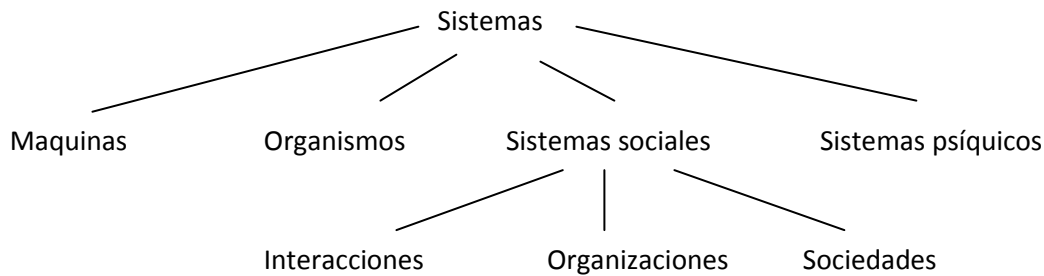 Sistemas
Maquinas Organismos Sistemas sociales Sistemas psíquicos
Interacciones Organizaciones Sociedades